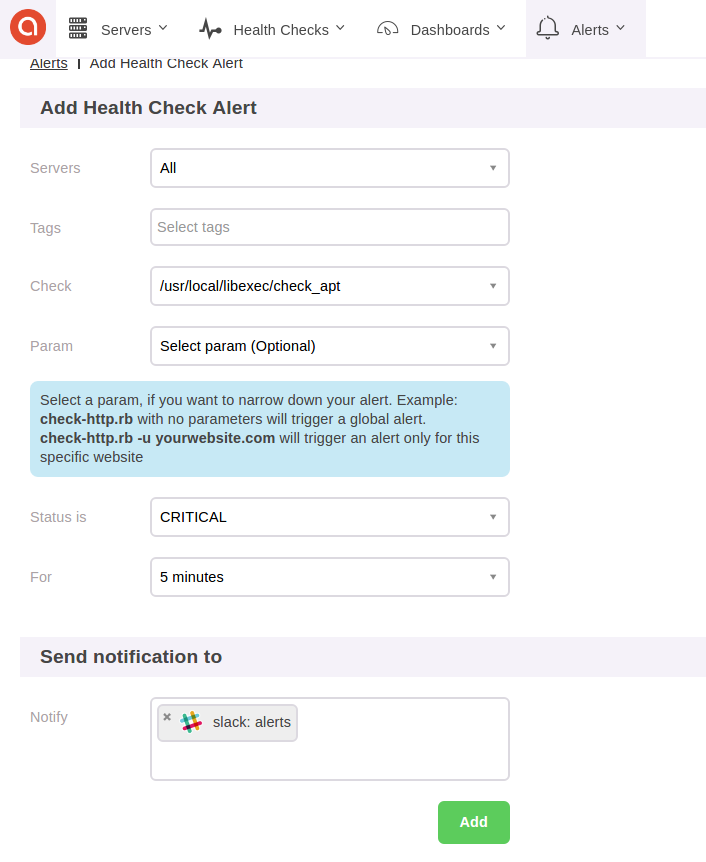 Servers Health Checks Dashboards Alerts
Alerts Add Health Check Alert
Add Health Check Alert
Servers All
Tags Select tags
Check /usr/local/libexec/check_apt
Param Select param (Optional)
Select a param, if you want to narrow down your alert. Example:
check-http.rb with no parameters will trigger a global alert.
check-http.rb -u yourwebsite.com will trigger an alert only for this
specific website
Status is CRITICAL
For 5 minutes
Send notification to
Notify slack: alerts
Add